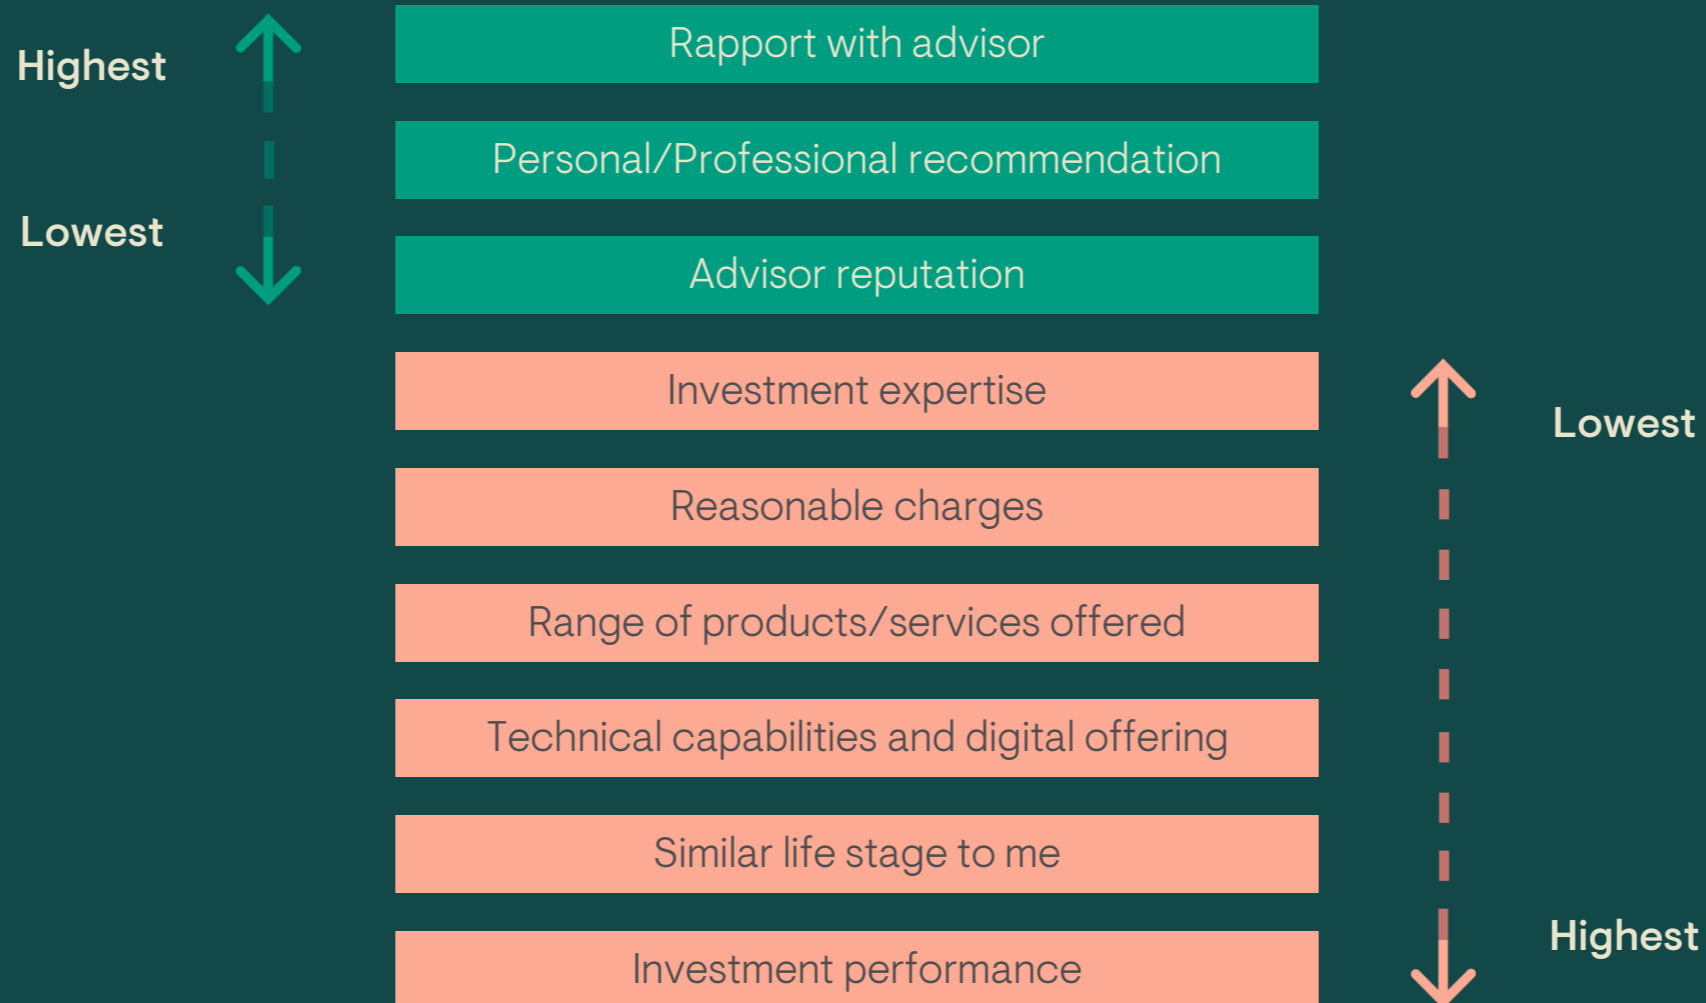 Highest
Rapport with advisor
Personal/Professional recommendation
Lowest
Advisor reputation
Investment expertise
Lowest
Reasonable charges
Range of products/services offered
Technical capabilities and digital offering
Similar life stage to me
Highest
Investment performance